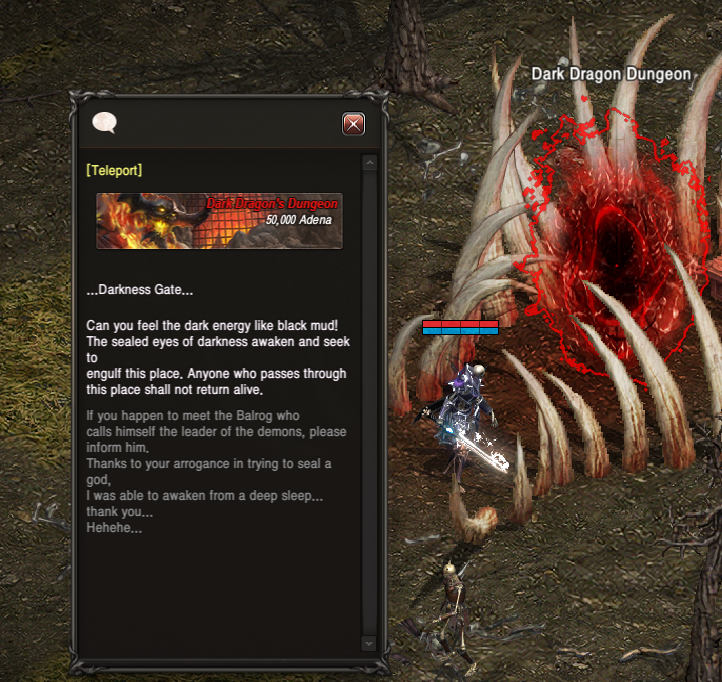 Dark Dragon Dungeon
[Teleport]
Dark Dragon's Dungeon
50,000 Adena
...Darkness Gate...
Can you feel the dark energy like black mud!
The sealed eyes of darkness awaken and seek
to
engulf this place. Anyone who passes through
this place shall not return alive.
If you happen to meet the Balrog who
calls himself the leader of the demons, please
inform him.
Thanks to your arrogance in trying to seal a
god,
I was able to awaken from a deep sleep...
thank you...
Hehehe...